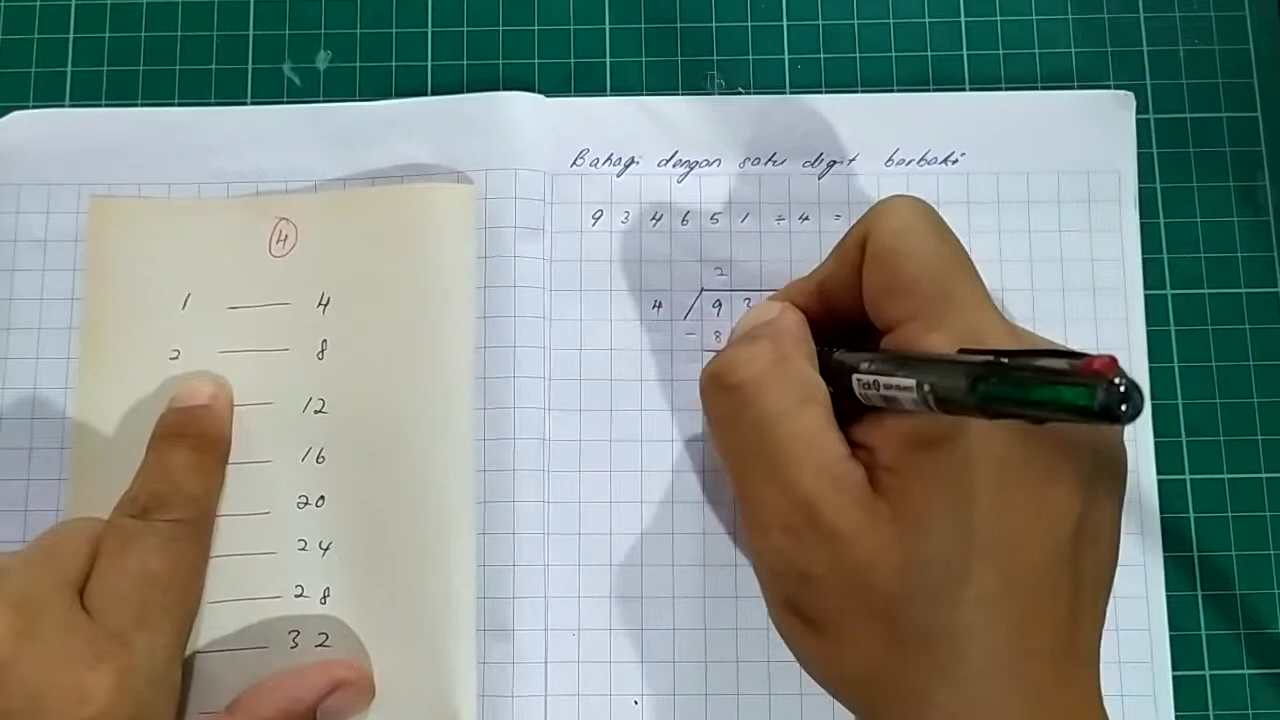 Bahagi dengan satu digit berbaki
9 3 4 6 5 1 ÷ 4 =
2
4 9 3
- 8
4
1 — 4
2 — 8
— 12
— 16
— 20
— 24
— 28
— 32